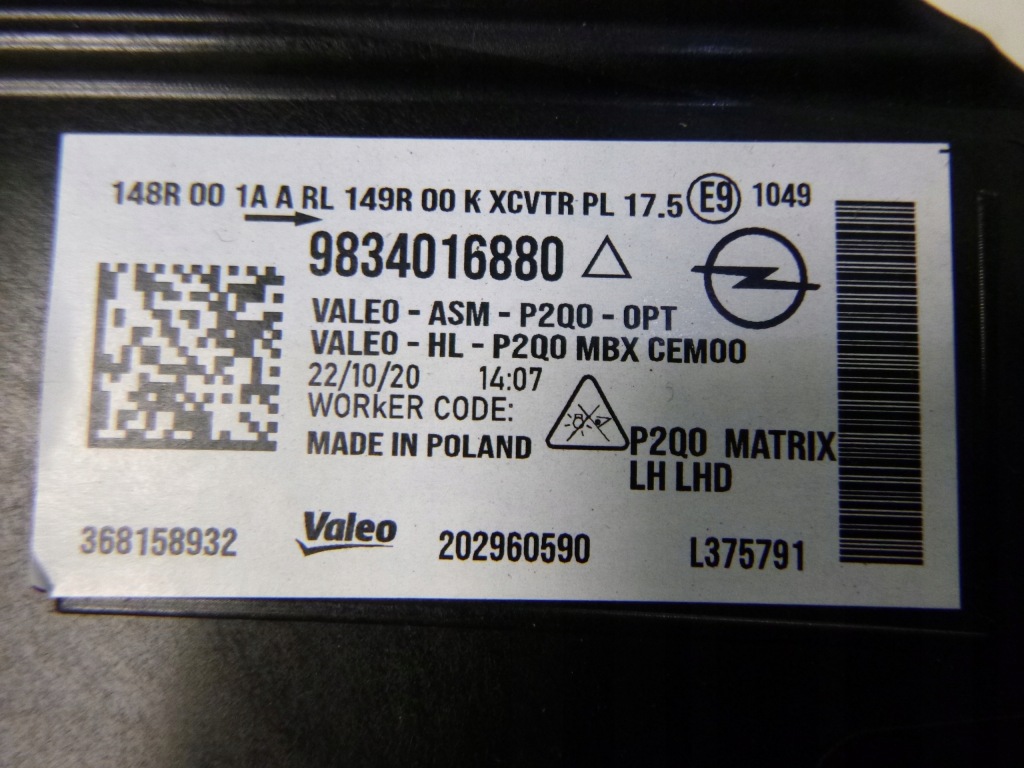 148R 00 1A A RL 149R 00 K XCVTR PL 17.5 E9 1049
9834016880
VALEO - ASM - P2Q0 - OPT
VALEO - HL - P2Q0 MBX CEM00
22/10/20 14:07
WORkER CODE:
MADE IN POLAND
P2Q0 MATRIX
LH LHD
368158932 Valeo 202960590 L375791